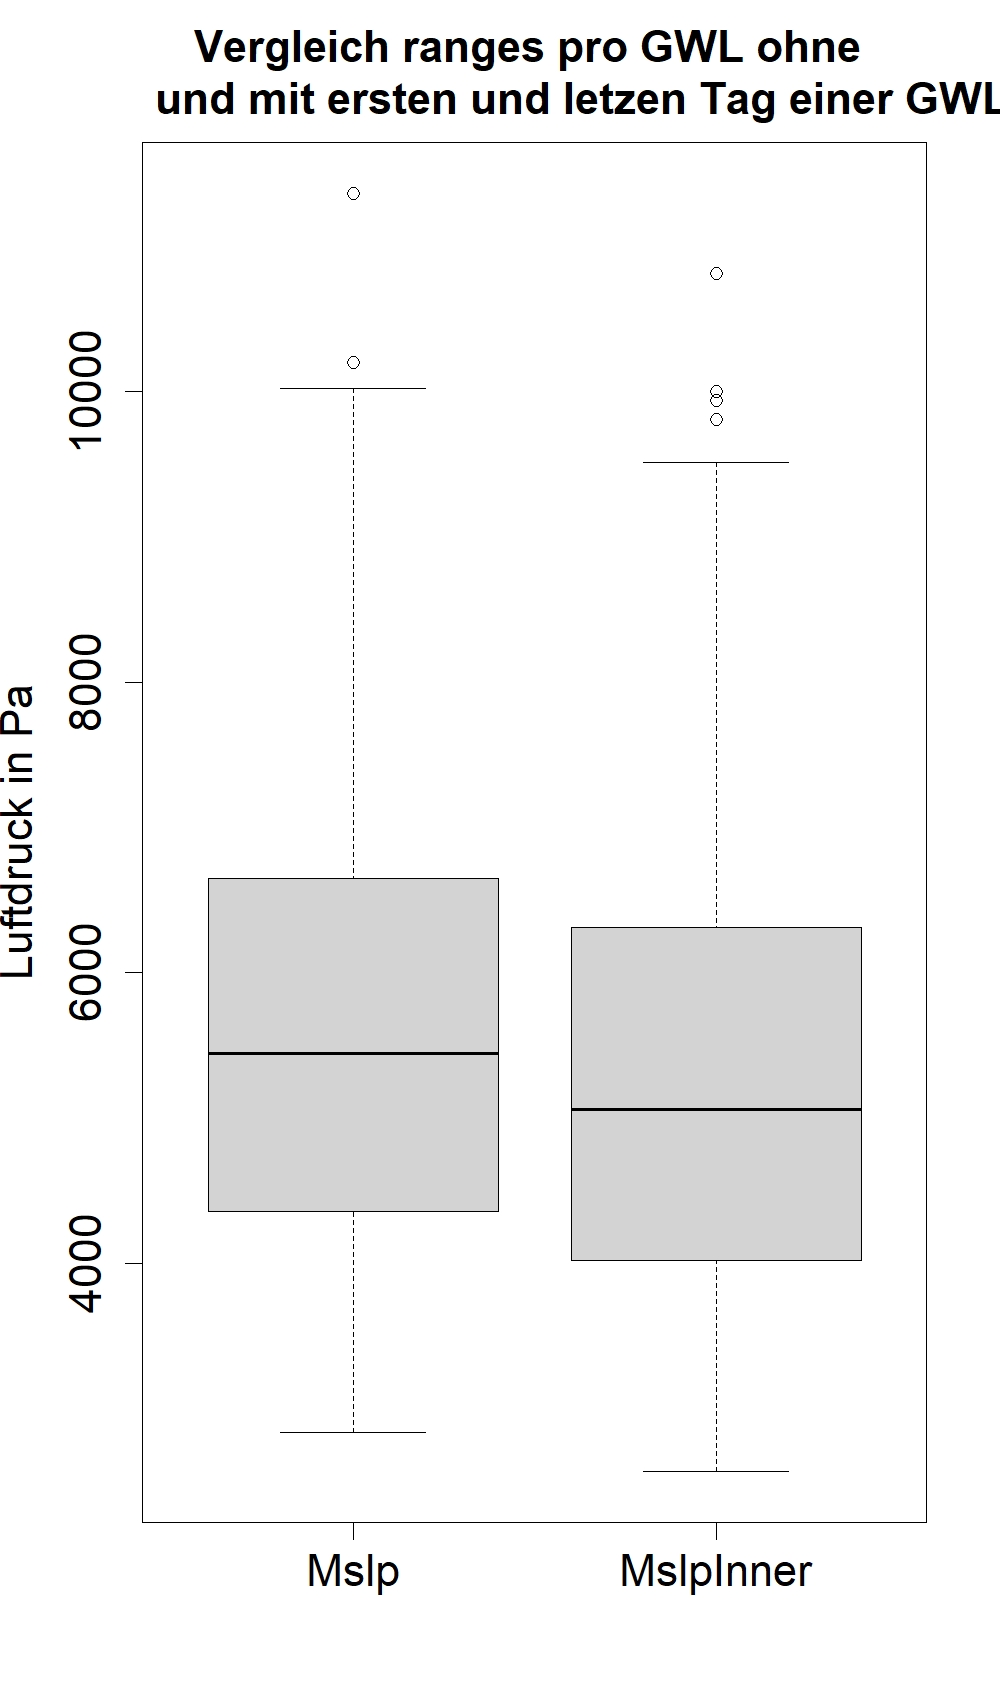 Vergleich ranges pro GWL ohne
und mit ersten und letzen Tag einer GWL
Luftdruck in Pa
10000
8000
6000
4000
Mslp
MslpInner